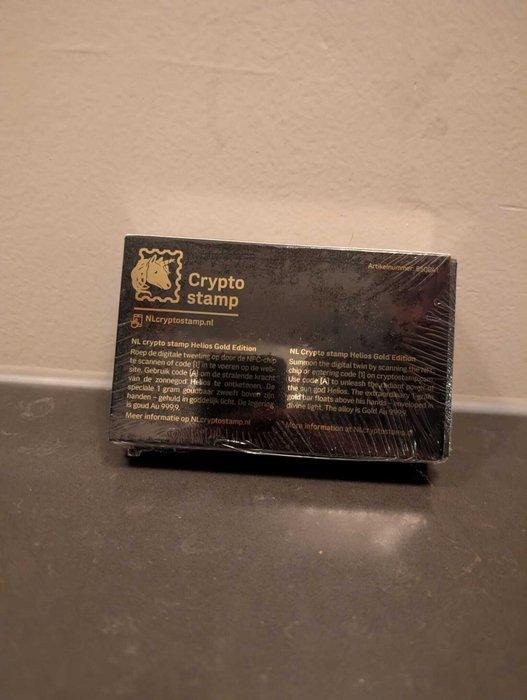 Crypto
stamp
Artikelnummer:
NLcryptostamp.nl
NL crypto stamp Helios Gold Edition
Roep de digitale tweeling op door de NFC-chip
te scannen of code [1] in te voeren op de web-
site. Gebruik code [A] om de stralende kracht
van de zonnegod Helios te ontketenen. De
speciale 1 gram goudbaar zweeft boven zijn
handen – gehuld in goddelijk licht. De legering
is goud Au 999,9.
Meer informatie op NLcryptostamp.nl
NL Crypto stamp Helios Gold Edition
Summon the digital twin by scanning the NFC-
chip or entering code [1] on cryptostamp.com.
Use code [A] to unleash the radiant power of
the sun god Helios. The extraordinary 1 gram
gold bar floats above his hands – enveloped in
divine light. The alloy is Gold Au 999,9.
More information at NLcryptostamp.nl